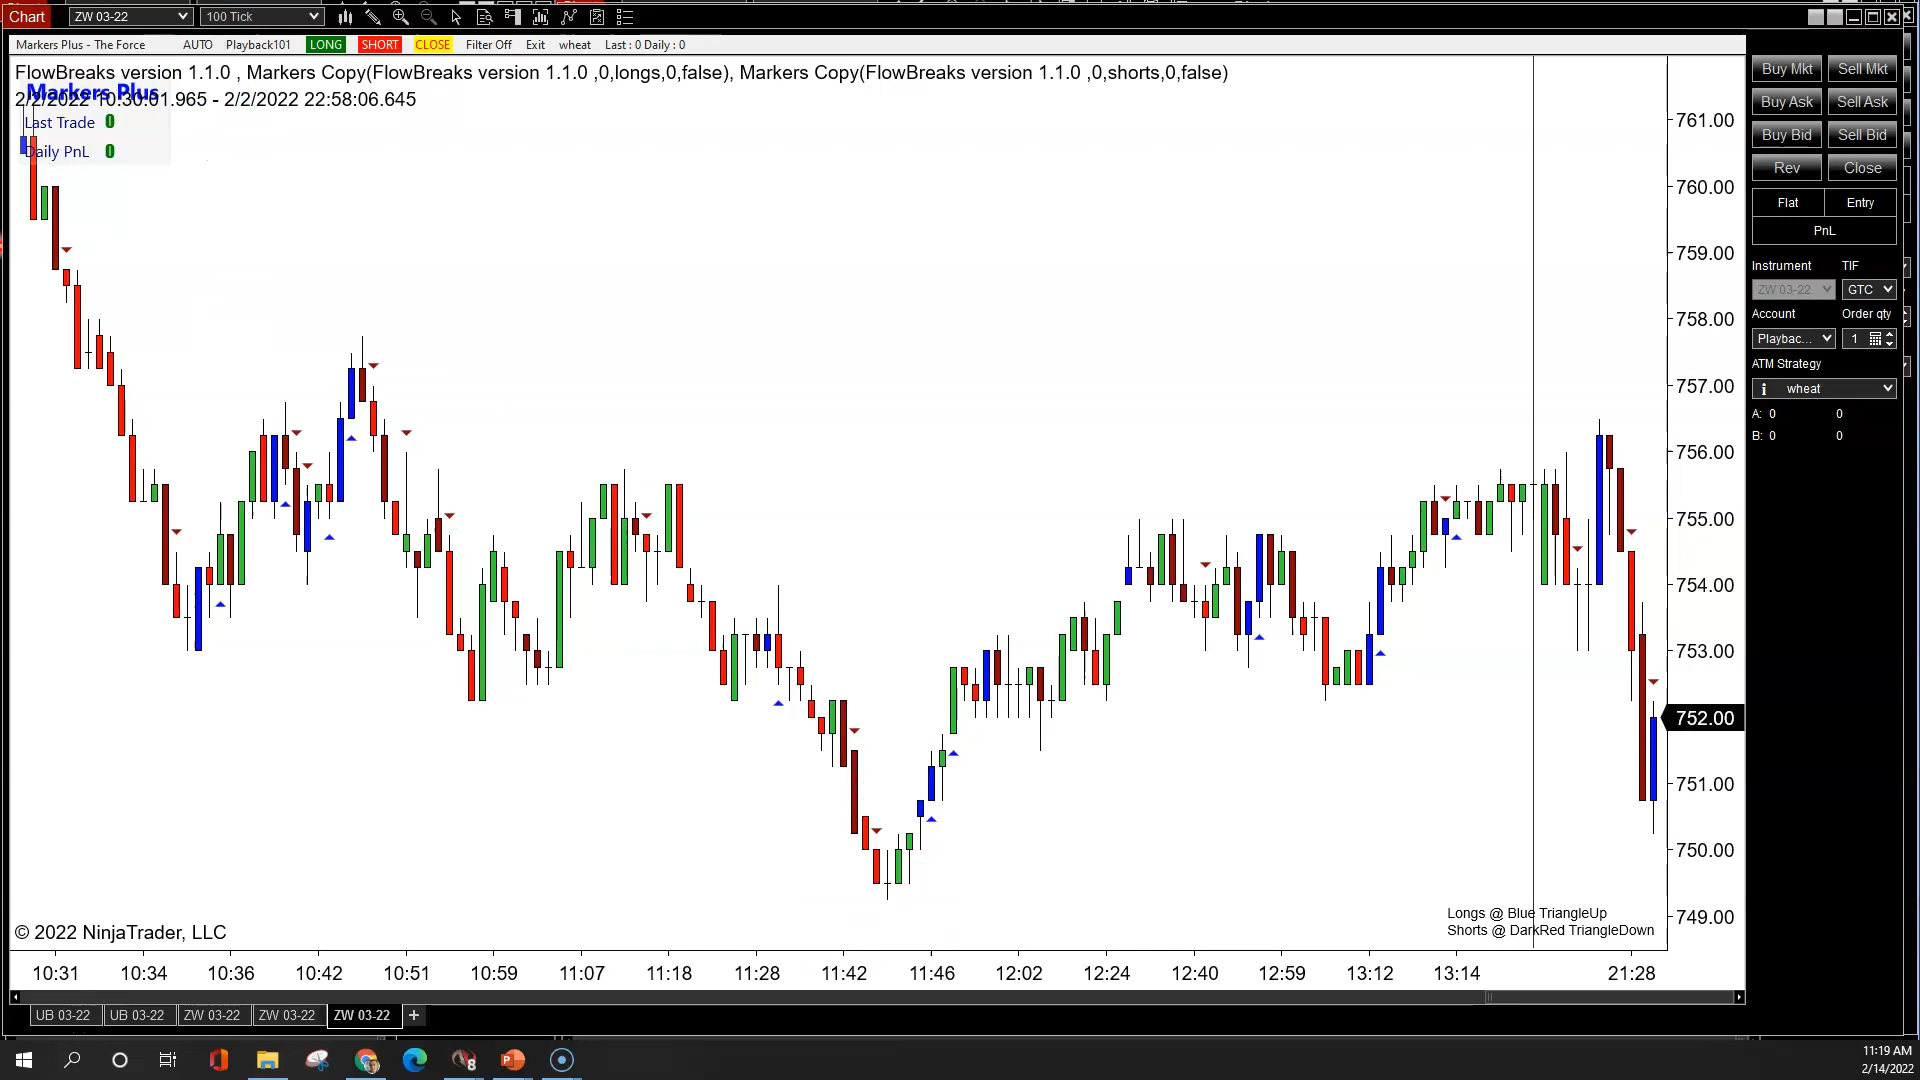 Chart ZW 03-22 100 Tick
Markers Plus - The Force AUTO Playback101 LONG SHORT CLOSE Filter Off Exit wheat Last : 0 Daily : 0
FlowBreaks version 1.1.0 , Markers Copy(FlowBreaks version 1.1.0 ,0,longs,0,false), Markers Copy(FlowBreaks version 1.1.0 ,0,shorts,0,false)
Markers Plus
2/2/2022 10:30:01.965 - 2/2/2022 22:58:06.645
Last Trade 0
Daily PnL 0
761.00
760.00
759.00
758.00
757.00
756.00
755.00
754.00
753.00
752.00
751.00
750.00
749.00
Buy Mkt Sell Mkt
Buy Ask Sell Ask
Buy Bid Sell Bid
Rev Close
Flat Entry
PnL
Instrument TIF
ZW 03-22 GTC
Account Order qty
Playbac... 1
ATM Strategy
i wheat
A: 0 0
B: 0 0
Longs @ Blue TriangleUp
Shorts @ DarkRed TriangleDown
© 2022 NinjaTrader, LLC
10:31 10:34 10:36 10:42 10:51 10:59 11:07 11:18 11:28 11:42 11:46 12:02 12:24 12:40 12:59 13:12 13:14 21:28
UB 03-22 UB 03-22 ZW 03-22 ZW 03-22 ZW 03-22 +
8
11:19 AM
2/14/2022